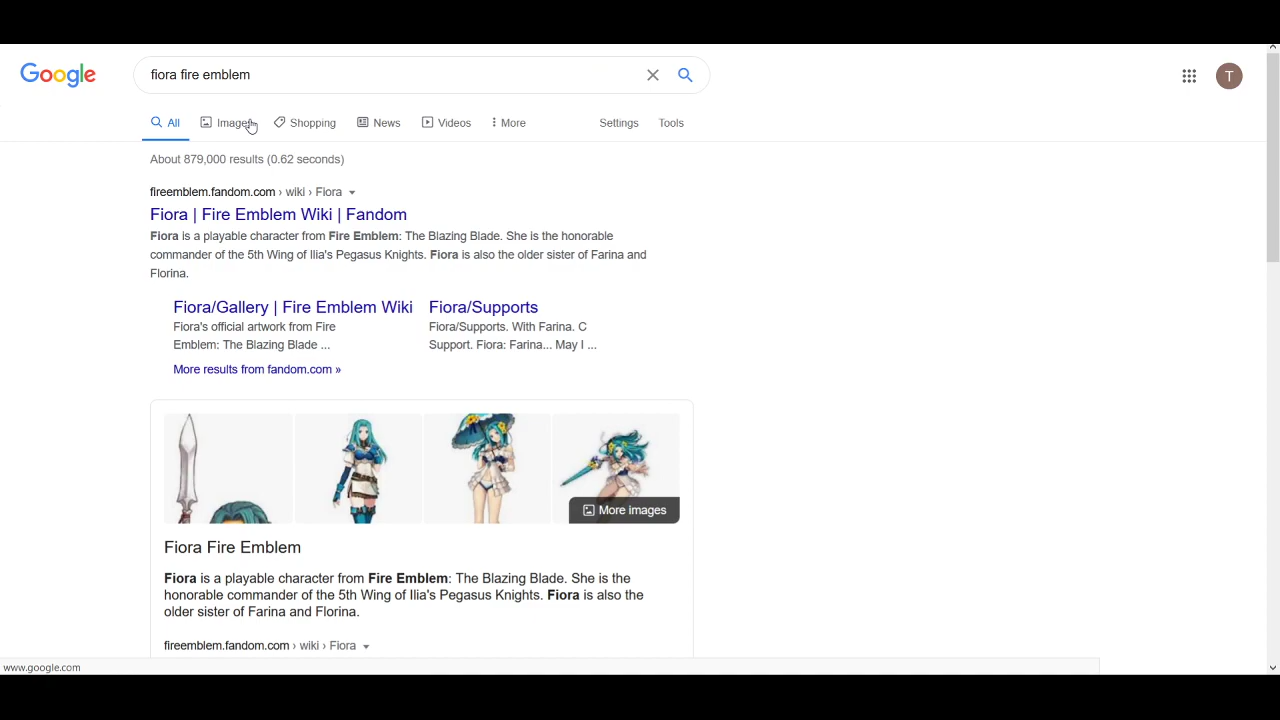 Google
fiora fire emblem
T
All Images Shopping News Videos More Settings Tools
About 879,000 results (0.62 seconds)
fireemblem.fandom.com › wiki › Fiora
Fiora | Fire Emblem Wiki | Fandom
Fiora is a playable character from Fire Emblem: The Blazing Blade. She is the honorable
commander of the 5th Wing of Ilia's Pegasus Knights. Fiora is also the older sister of Farina and
Florina.
Fiora/Gallery | Fire Emblem Wiki
Fiora's official artwork from Fire
Emblem: The Blazing Blade ...
Fiora/Supports
Fiora/Supports. With Farina. C
Support. Fiora: Farina... May I ...
More results from fandom.com »
More images
Fiora Fire Emblem
Fiora is a playable character from Fire Emblem: The Blazing Blade. She is the
honorable commander of the 5th Wing of Ilia's Pegasus Knights. Fiora is also the
older sister of Farina and Florina.
fireemblem.fandom.com › wiki › Fiora
www.google.com